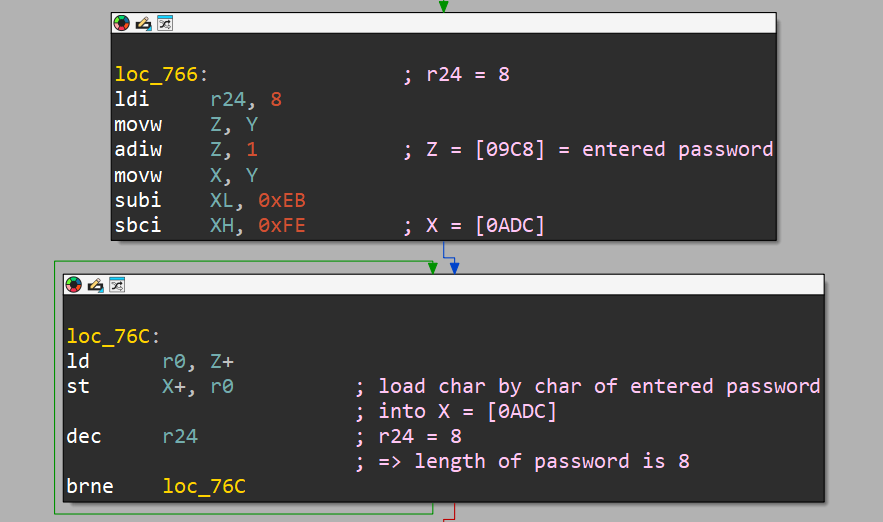 loc_766: ; r24 = 8
ldi r24, 8
movw Z, Y
adiw Z, 1 ; Z = [09C8] = entered password
movw X, Y
subi XL, 0xEB
sbci XH, 0xFE ; X = [0ADC]
loc_76C:
ld r0, Z+
st X+, r0 ; load char by char of entered password
; into X = [0ADC]
dec r24 ; r24 = 8
; => length of password is 8
brne loc_76C